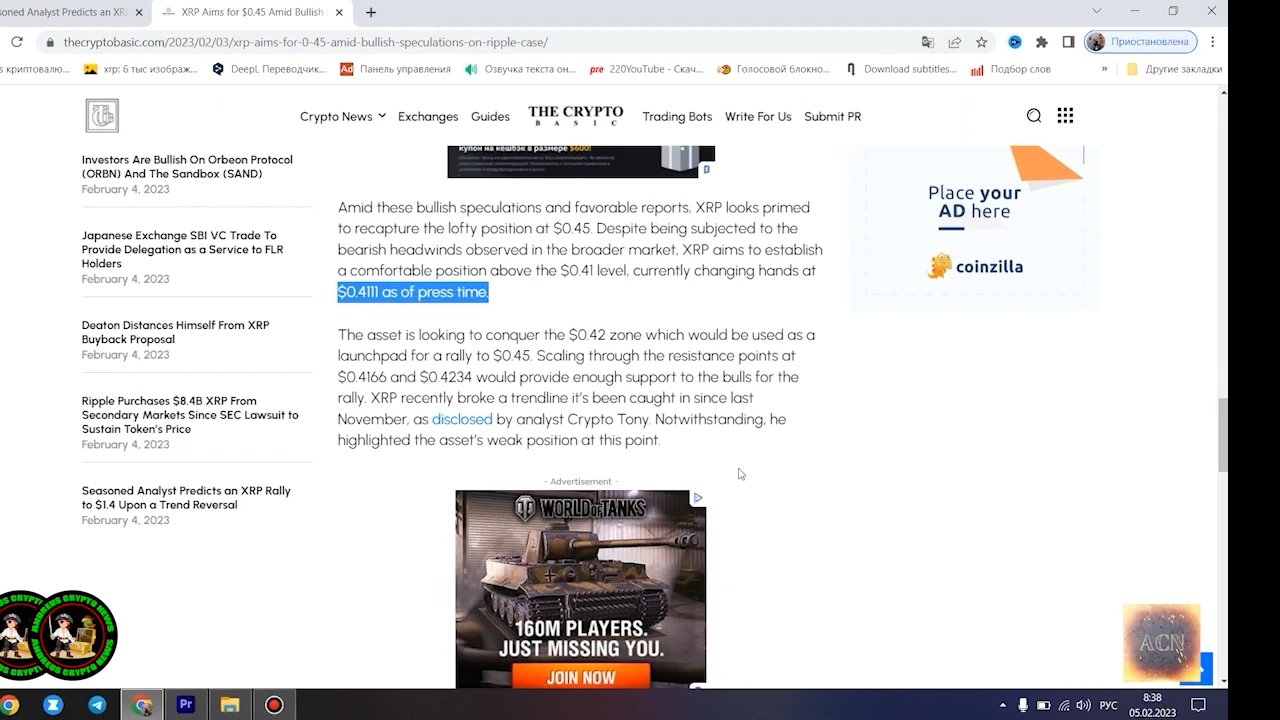 soned Analyst Predicts an XR
XRP Aims for $0.45 Amid Bullish
thecryptobasic.com/2023/02/03/xrp-aims-for-0-45-amid-bullish-speculations-on-ripple-case/
Приостановлена
s криптовалю...
xrp: 6 тыс изображ...
DeepL Переводчик...
Ad
Панель управления
Озвучка текста он...
pre
220YouTube - Скач...
Голосовой блокно...
Download subtitles...
Подбор слов
»
Другие закладки
Crypto News
Exchanges
Guides
THE CRYPTO
BASIC
Trading Bots
Write For Us
Submit PR
купон на кешбэк в размере $600!
Investors Are Bullish On Orbeon Protocol
(ORBN) And The Sandbox (SAND)
February 4, 2023
Japanese Exchange SBI VC Trade To
Provide Delegation as a Service to FLR
Holders
February 4, 2023
Deaton Distances Himself From XRP
Buyback Proposal
February 4, 2023
Ripple Purchases $8.4B XRP From
Secondary Markets Since SEC Lawsuit to
Sustain Token's Price
February 4, 2023
Seasoned Analyst Predicts an XRP Rally
to $1.4 Upon a Trend Reversal
February 4, 2023
Amid these bullish speculations and favorable reports, XRP looks primed
to recapture the lofty position at $0.45. Despite being subjected to the
bearish headwinds observed in the broader market, XRP aims to establish
a comfortable position above the $0.41 level, currently changing hands at
$0.4111 as of press time.
The asset is looking to conquer the $0.42 zone which would be used as a
launchpad for a rally to $0.45. Scaling through the resistance points at
$0.4166 and $0.4234 would provide enough support to the bulls for the
rally. XRP recently broke a trendline it's been caught in since last
November, as disclosed by analyst Crypto Tony. Notwithstanding, he
highlighted the asset's weak position at this point.
- Advertisement -
WORLD OF TANKS
160M PLAYERS.
JUST MISSING YOU.
JOIN NOW
Place your
AD here
coinzilla
ANDREUS CRYPTO NEWS
ACN
Pr
РУС
8:38
05.02.2023